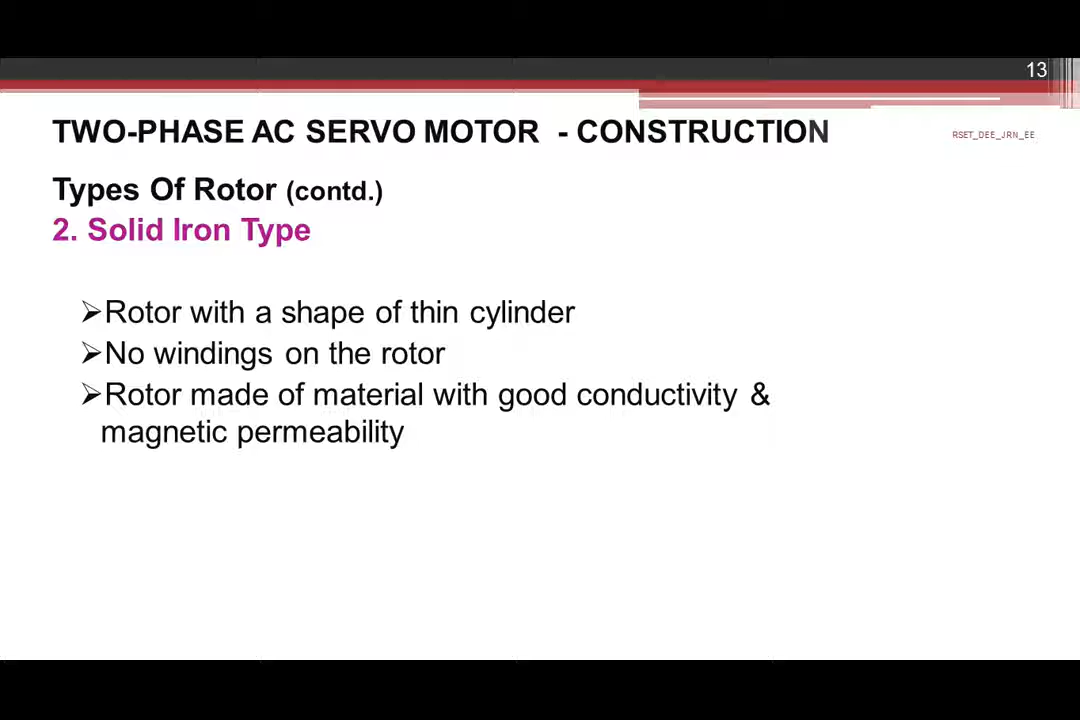 13
TWO-PHASE AC SERVO MOTOR - CONSTRUCTION
RSET_DEE_JRN_EE
Types Of Rotor (contd.)
2. Solid Iron Type
➢Rotor with a shape of thin cylinder
➢No windings on the rotor
➢Rotor made of material with good conductivity &
magnetic permeability